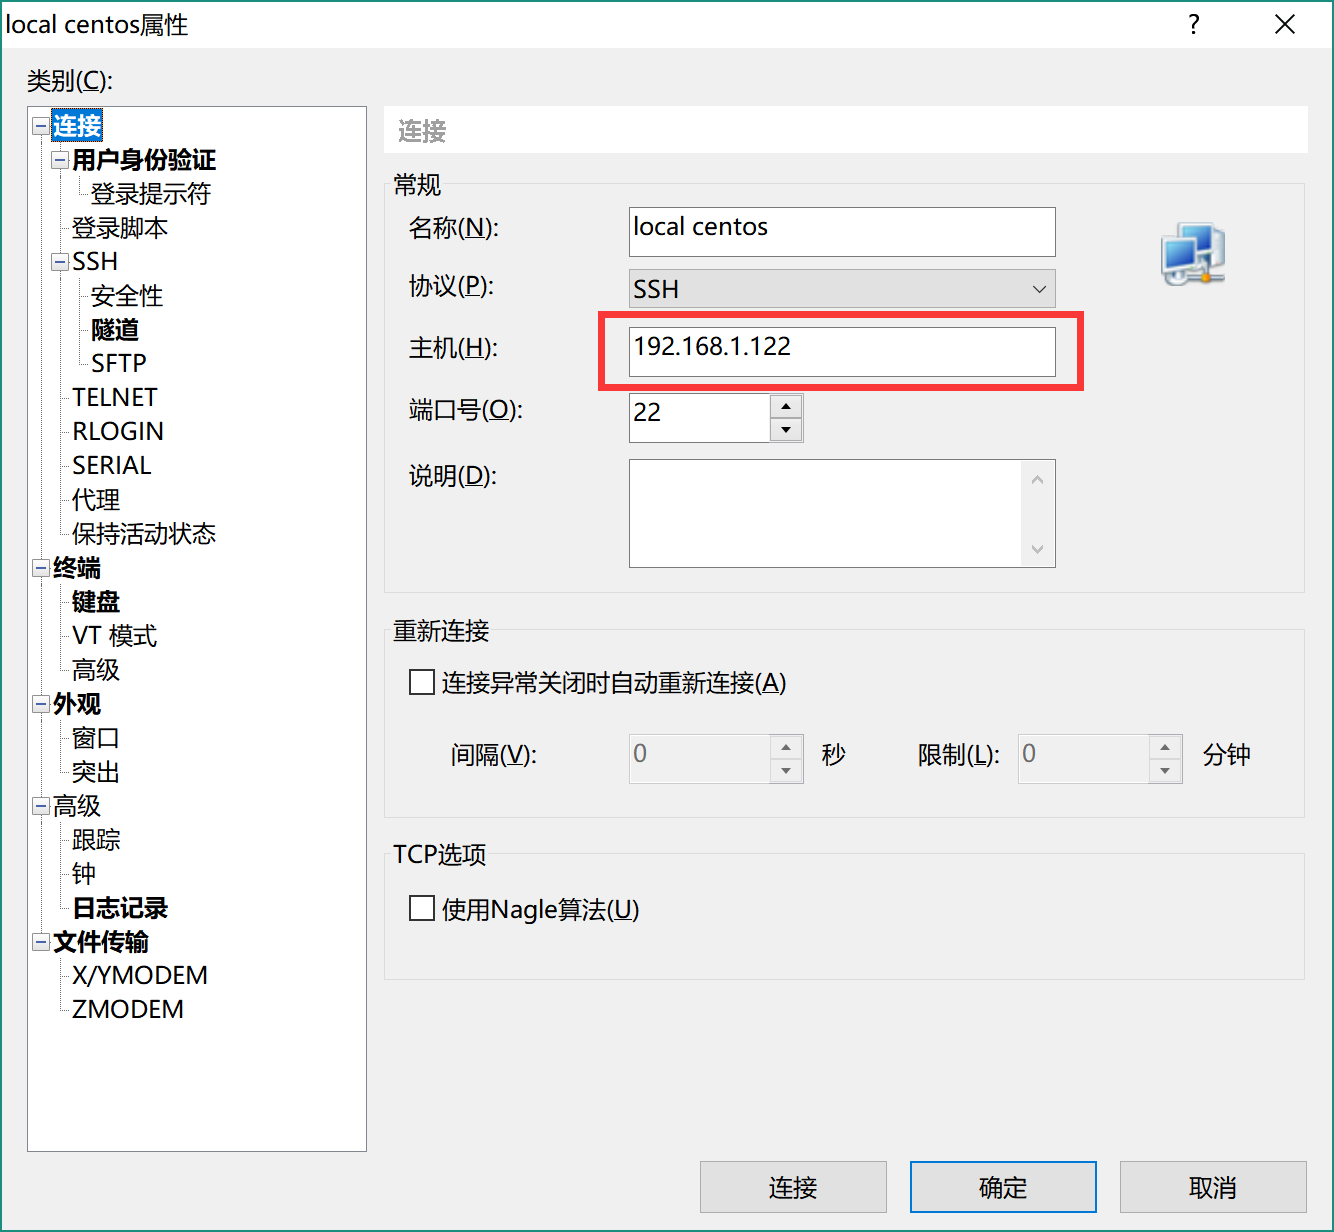 local centos属性
类别(C):
连接
用户身份验证
登录提示符
登录脚本
SSH
安全性
隧道
SFTP
TELNET
RLOGIN
SERIAL
代理
保持活动状态
终端
键盘
VT 模式
高级
外观
窗口
突出
高级
跟踪
钟
日志记录
文件传输
X/YMODEM
ZMODEM
连接
常规
名称(N): local centos
协议(P): SSH
主机(H): 192.168.1.122
端口号(O): 22
说明(D):
重新连接
连接异常关闭时自动重新连接(A)
间隔(V): 0 秒 限制(L): 0 分钟
TCP选项
使用Nagle算法(U)
连接 确定 取消